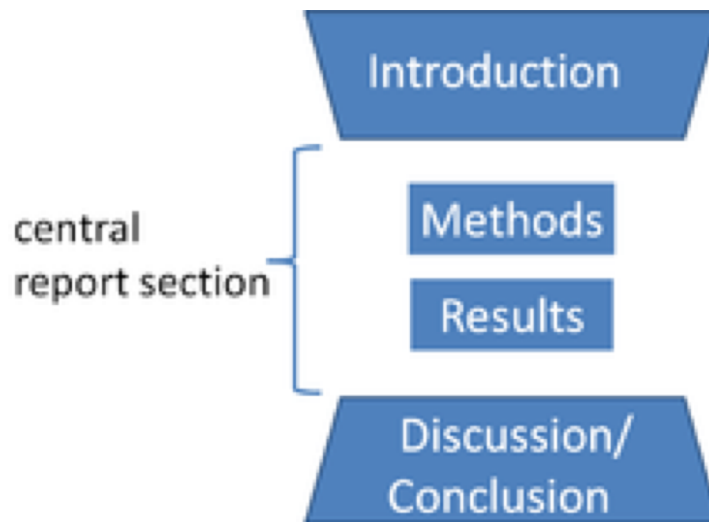 Introduction
central
report section
Methods
Results
Discussion/
Conclusion